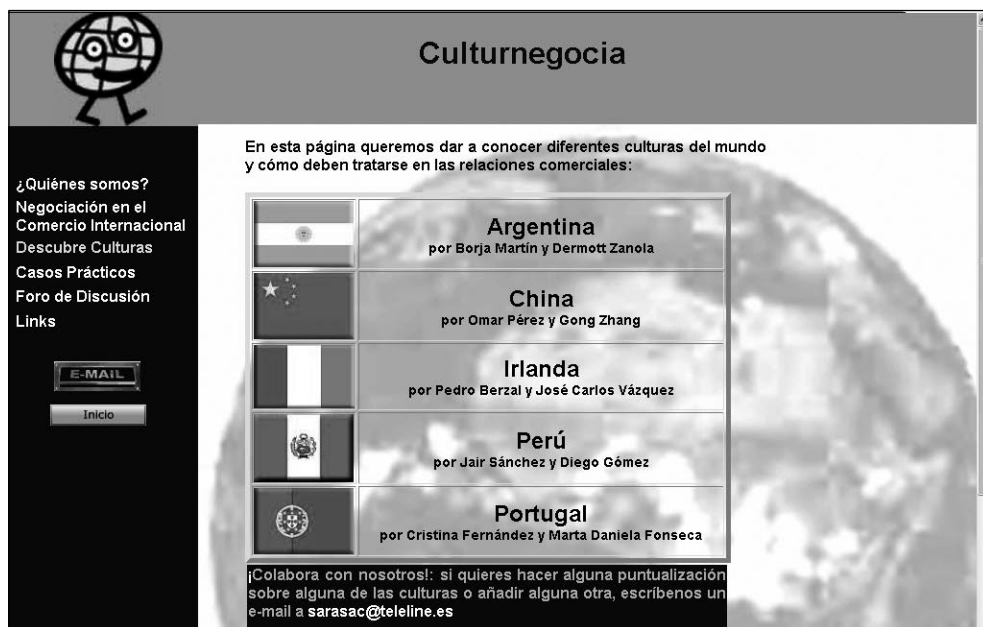 Culturnegocia
¿Quiénes somos?
Negociación en el
Comercio Internacional
Descubre Culturas
Casos Prácticos
Foro de Discusión
Links
E-MAIL
Inicio
En esta página queremos dar a conocer diferentes culturas del mundo
y cómo deben tratarse en las relaciones comerciales:
Argentina
por Borja Martín y Dermott Zanola
China
por Omar Pérez y Gong Zhang
Irlanda
por Pedro Berzal y José Carlos Vázquez
Perú
por Jair Sánchez y Diego Gómez
Portugal
por Cristina Fernández y Marta Daniela Fonseca
¡Colabora con nosotros!: si quieres hacer alguna puntualización
sobre alguna de las culturas o añadir alguna otra, escríbenos un
e-mail a sarasac@teleline.es